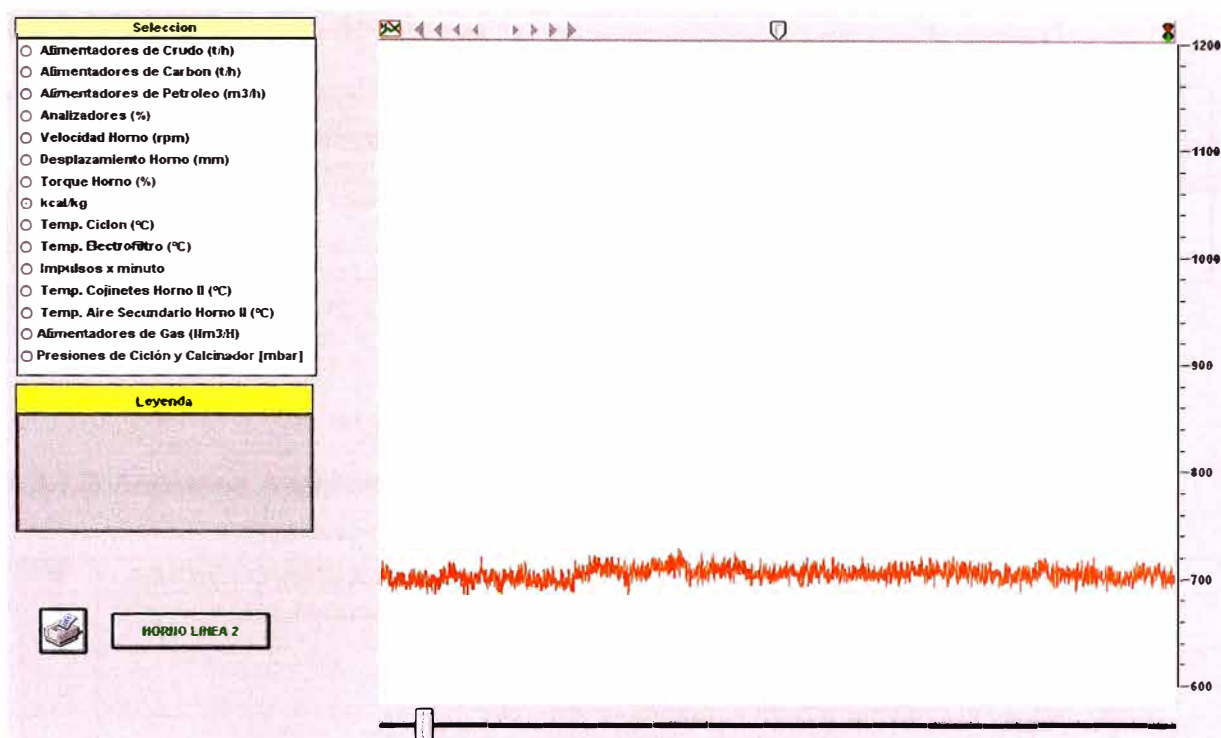 Seleccion
Alimentadores de Crudo (t/h)
Alimentadores de Carbon (t/h)
Alimentadores de Petroleo (m3/h)
Analizadores (%)
Velocidad Horno (rpm)
Desplazamiento Horno (mm)
Torque Horno (%)
kcal/kg
Temp. Ciclon (ºC)
Temp. Electrofiltro (ºC)
Impulsos x minuto
Temp. Cojinetes Horno II (ºC)
Temp. Aire Secundario Horno II (ºC)
Alimentadores de Gas (Nm3/H)
Presiones de Ciclón y Calcinador [mbar]
Leyenda
HORNO LINEA 2
1200
1100
1000
900
800
700
600